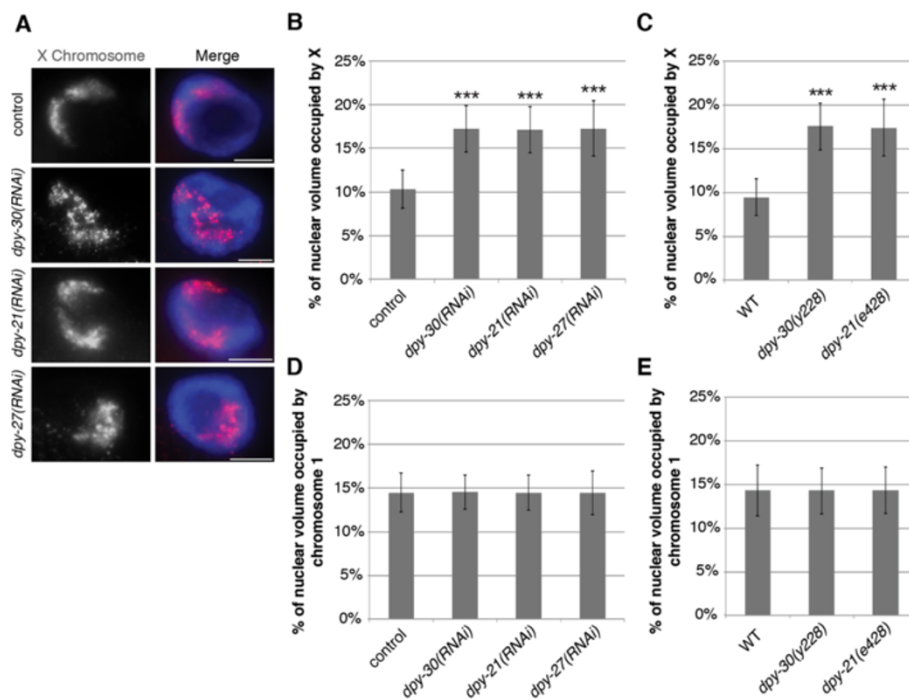 A
X Chromosome
Merge
control
dpy-30(RNAi)
dpy-21(RNAi)
dpy-27(RNAi)
B
% of nuclear volume occupied by X
25%
20%
15%
10%
5%
0%
***
***
***
control
dpy-30(RNAi)
dpy-21(RNAi)
dpy-27(RNAi)
C
% of nuclear volume occupied by X
25%
20%
15%
10%
5%
0%
***
***
WT
dpy-30(y228)
dpy-21(e428)
D
% of nuclear volume occupied by
chromosome 1
25%
20%
15%
10%
5%
0%
control
dpy-30(RNAi)
dpy-21(RNAi)
dpy-27(RNAi)
E
% of nuclear volume occupied by
chromosome 1
25%
20%
15%
10%
5%
0%
WT
dpy-30(y228)
dpy-21(e428)